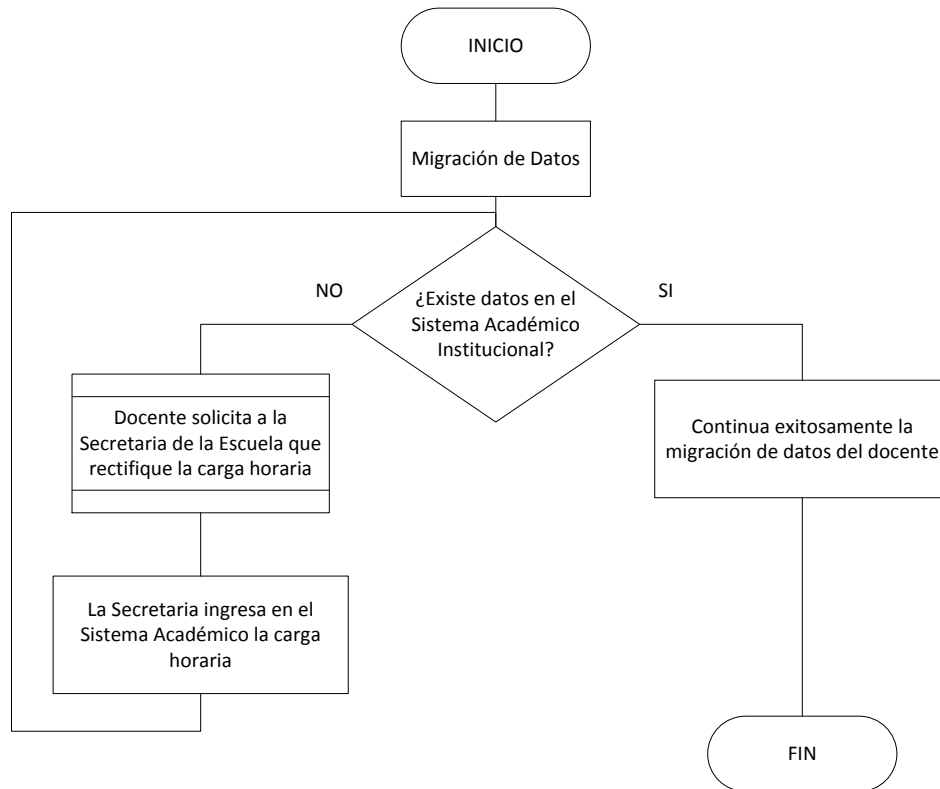 INICIO
Migración de Datos
NO
¿Existe datos en el
Sistema Académico
Institucional?
SI
Docente solicita a la
Secretaria de la Escuela que
rectifique la carga horaria
Continua exitosamente la
migración de datos del docente
La Secretaria ingresa en el
Sistema Académico la carga
horaria
FIN